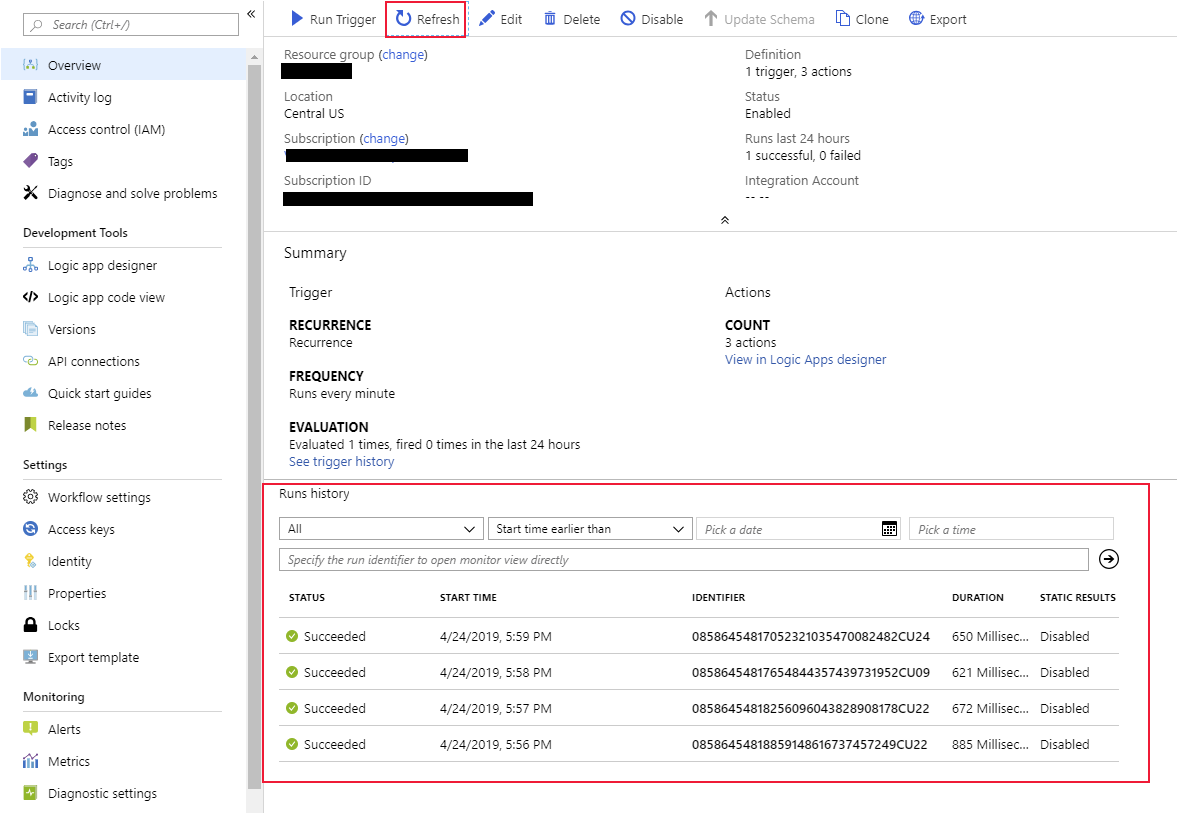 Search (Ctrl+/)
«
Overview
Activity log
Access control (IAM)
Tags
Diagnose and solve problems
Development Tools
Logic app designer
Logic app code view
Versions
API connections
Quick start guides
Release notes
Settings
Workflow settings
Access keys
Identity
Properties
Locks
Export template
Monitoring
Alerts
Metrics
Diagnostic settings
Run Trigger Refresh Edit Delete Disable Update Schema Clone Export
Resource group (change)
Location
Central US
Subscription (change)
Subscription ID
Definition
1 trigger, 3 actions
Status
Enabled
Runs last 24 hours
1 successful, 0 failed
Integration Account
-- --
Summary
Trigger
RECURRENCE
Recurrence
FREQUENCY
Runs every minute
EVALUATION
Evaluated 1 times, fired 0 times in the last 24 hours
See trigger history
Actions
COUNT
3 actions
View in Logic Apps designer
Runs history
All Start time earlier than Pick a date Pick a time
Specify the run identifier to open monitor view directly
STATUS START TIME IDENTIFIER DURATION STATIC RESULTS
Succeeded 4/24/2019, 5:59 PM 08586454817052321035470082482CU24 650 Millisec... Disabled
Succeeded 4/24/2019, 5:58 PM 08586454817654844357439731952CU09 621 Millisec... Disabled
Succeeded 4/24/2019, 5:57 PM 08586454818256096043828908178CU22 672 Millisec... Disabled
Succeeded 4/24/2019, 5:56 PM 08586454818859148616737457249CU22 885 Millisec... Disabled